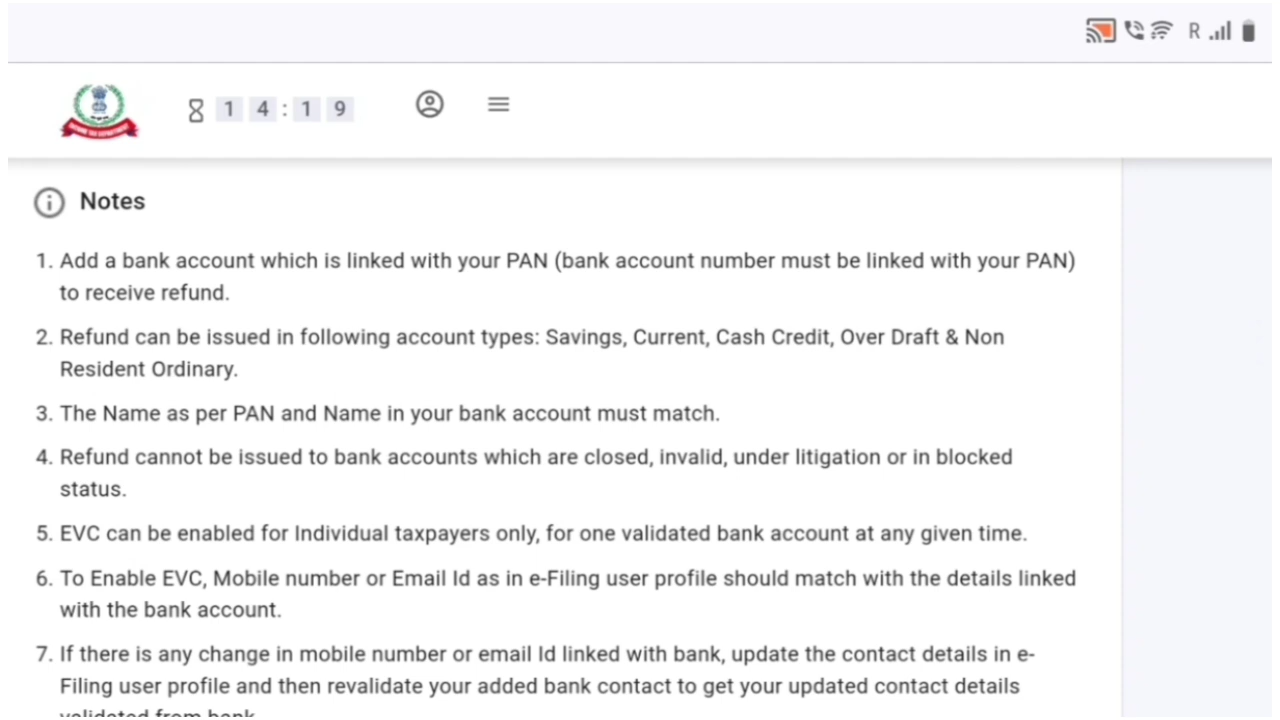 R
14:19
Notes
1. Add a bank account which is linked with your PAN (bank account number must be linked with your PAN)
to receive refund.
2. Refund can be issued in following account types: Savings, Current, Cash Credit, Over Draft & Non
Resident Ordinary.
3. The Name as per PAN and Name in your bank account must match.
4. Refund cannot be issued to bank accounts which are closed, invalid, under litigation or in blocked
status.
5. EVC can be enabled for Individual taxpayers only, for one validated bank account at any given time.
6. To Enable EVC, Mobile number or Email Id as in e-Filing user profile should match with the details linked
with the bank account.
7. If there is any change in mobile number or email Id linked with bank, update the contact details in e-
Filing user profile and then revalidate your added bank contact to get your updated contact details
validated from bank